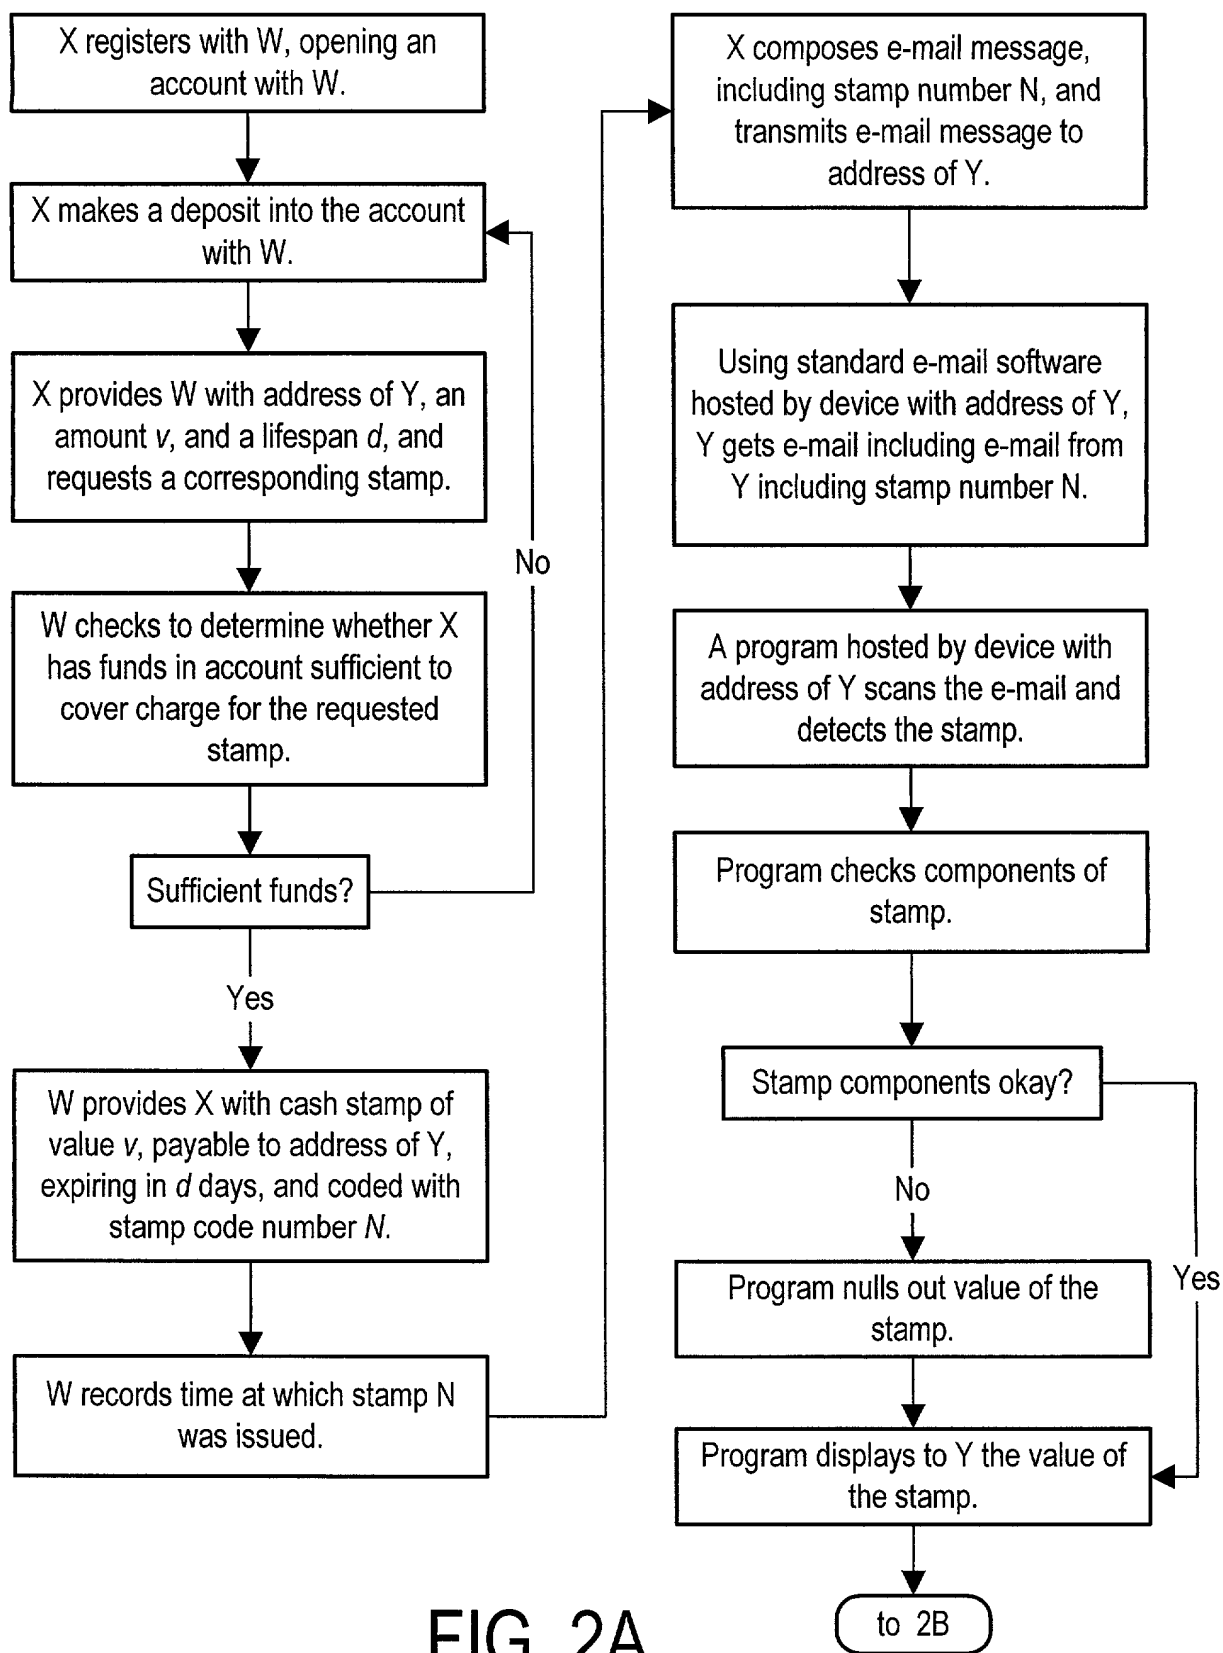 X registers with W, opening an
account with W.
X makes a deposit into the account
with W.
X provides W with address of Y, an
amount v, and a lifespan d, and
requests a corresponding stamp.
W checks to determine whether X
has funds in account sufficient to
cover charge for the requested
stamp.
No
Sufficient funds?
Yes
W provides X with cash stamp of
value v, payable to address of Y,
expiring in d days, and coded with
stamp code number N.
W records time at which stamp N
was issued.
X composes e-mail message,
including stamp number N, and
transmits e-mail message to
address of Y.
Using standard e-mail software
hosted by device with address of Y,
Y gets e-mail including e-mail from
Y including stamp number N.
A program hosted by device with
address of Y scans the e-mail and
detects the stamp.
Program checks components of
stamp.
Stamp components okay?
No
Yes
Program nulls out value of the
stamp.
Program displays to Y the value of
the stamp.
to 2B
FIG. 2A